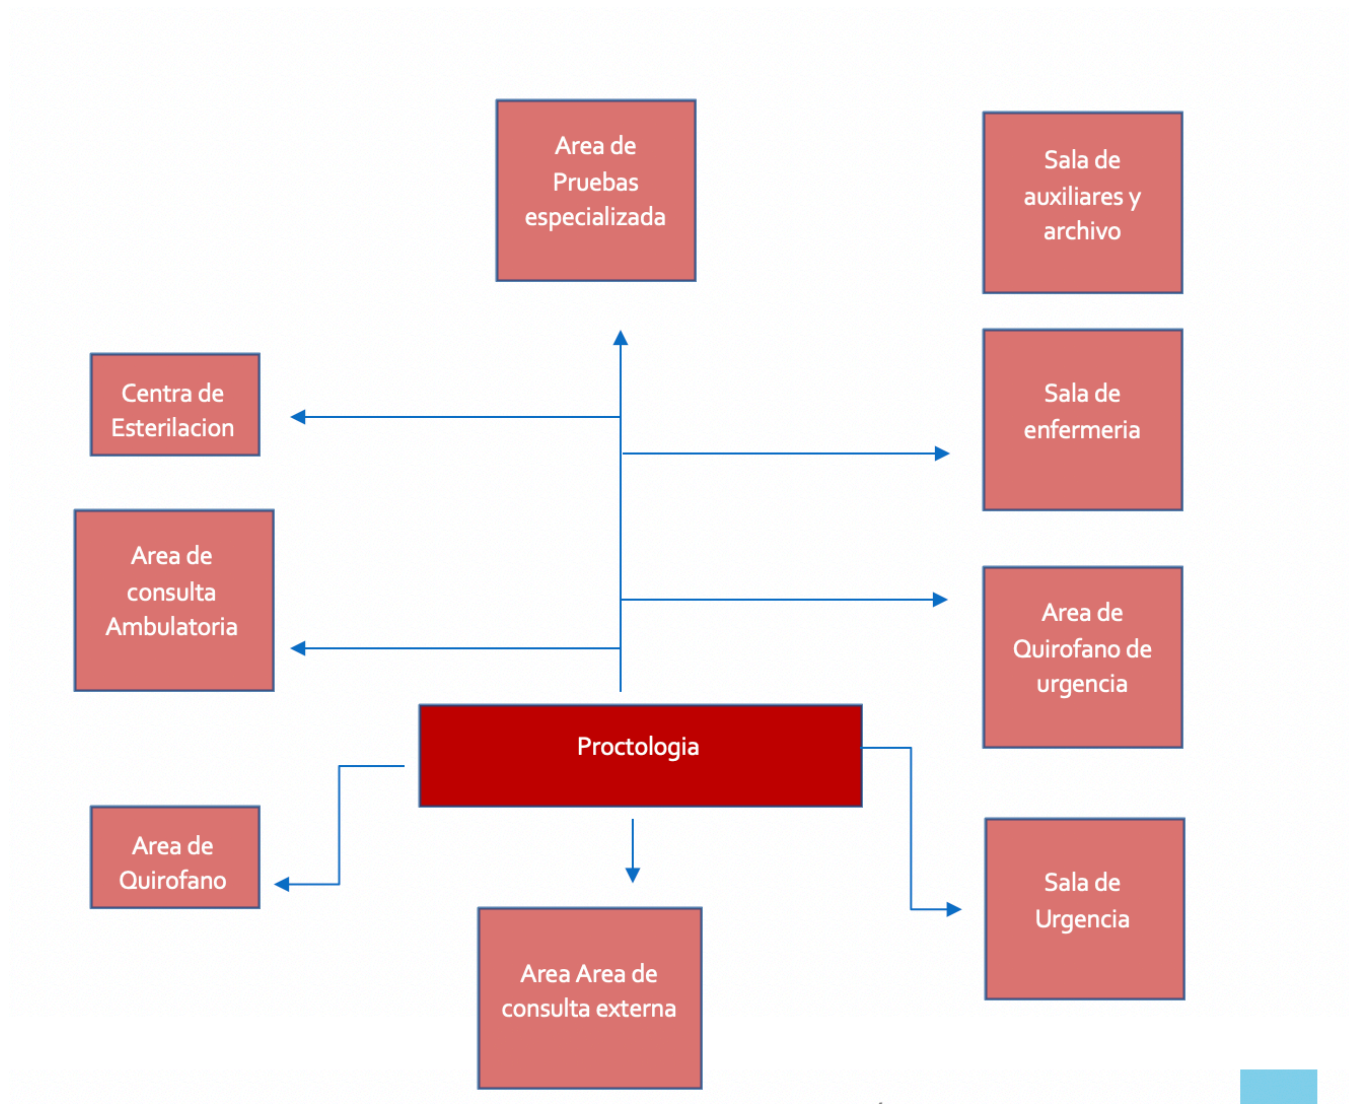 Area de
Pruebas
especializada
Sala de
auxiliares y
archivo
Centra de
Esterilacion
Sala de
enfermeria
Area de
consulta
Ambulatoria
Area de
Quirofano de
urgencia
Proctologia
Area de
Quirofano
Sala de
Urgencia
Area Area de
consulta externa